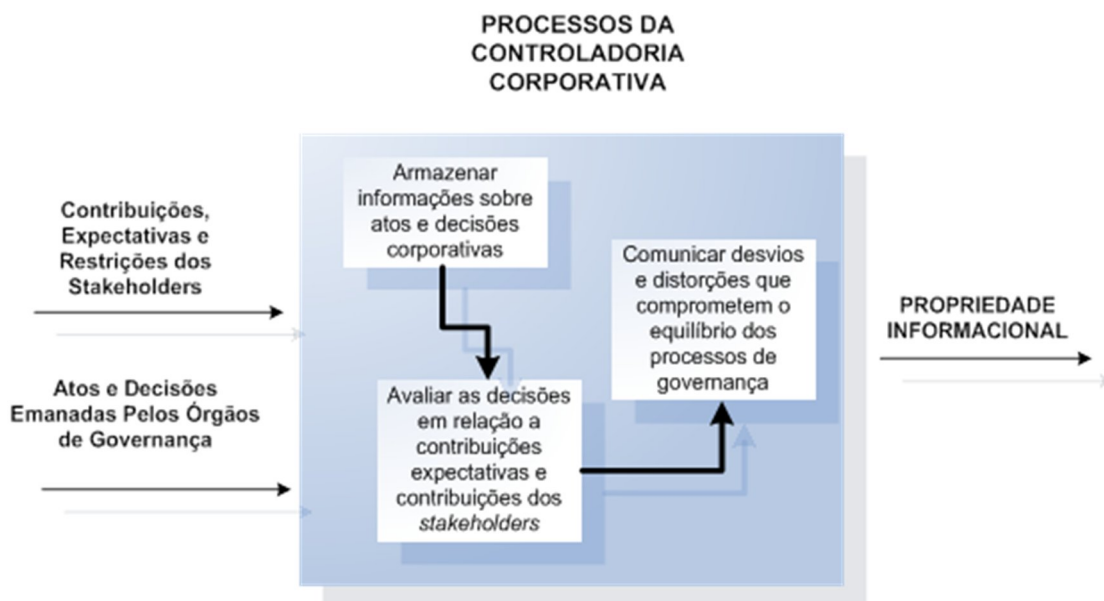 PROCESSOS DA
CONTROLADORIA
CORPORATIVA
Contribuições,
Expectativas e
Restrições dos
Stakeholders
Atos e Decisões
Emanadas Pelos Órgãos
de Governança
Armazenar
informações sobre
atos e decisões
corporativas
Avaliar as decisões
em relação a
contribuições
expectativas e
contribuições dos
stakeholders
Comunicar desvios
e distorções que
comprometem o
equilíbrio dos
processos de
governança
PROPRIEDADE
INFORMACIONAL